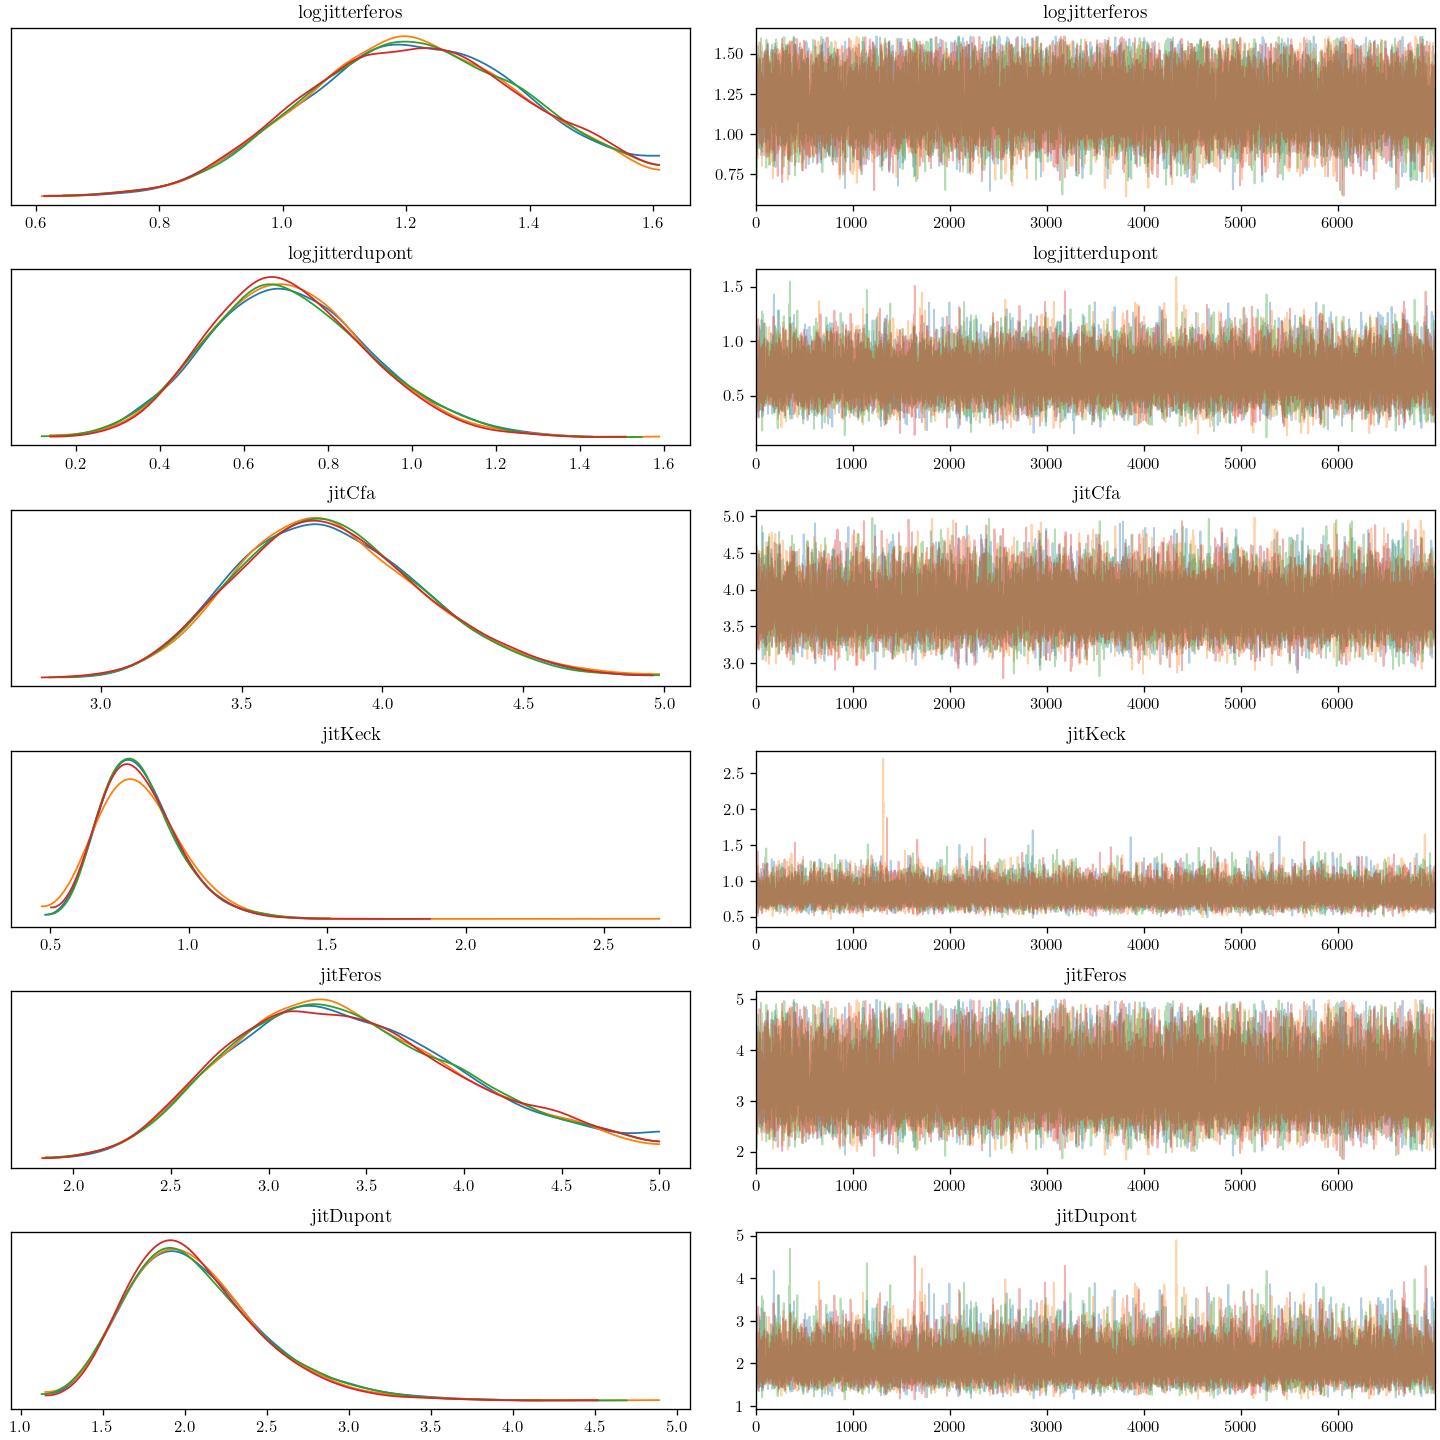 logjitterferos logjitterferos
1.50
1.25
1.00
0.75
0.6 0.8 1.0 1.2 1.4 1.6 0 1000 2000 3000 4000 5000 6000
logjitterdupont logjitterdupont
1.5
1.0
0.5
0.2 0.4 0.6 0.8 1.0 1.2 1.4 1.6 0 1000 2000 3000 4000 5000 6000
jitCfa jitCfa
5.0
4.5
4.0
3.5
3.0
3.0 3.5 4.0 4.5 5.0 0 1000 2000 3000 4000 5000 6000
jitKeck jitKeck
2.5
2.0
1.5
1.0
0.5
0.5 1.0 1.5 2.0 2.5 0 1000 2000 3000 4000 5000 6000
jitFeros jitFeros
5
4
3
2
2.0 2.5 3.0 3.5 4.0 4.5 5.0 0 1000 2000 3000 4000 5000 6000
jitDupont jitDupont
5
4
3
2
1
1.0 1.5 2.0 2.5 3.0 3.5 4.0 4.5 5.0 0 1000 2000 3000 4000 5000 6000